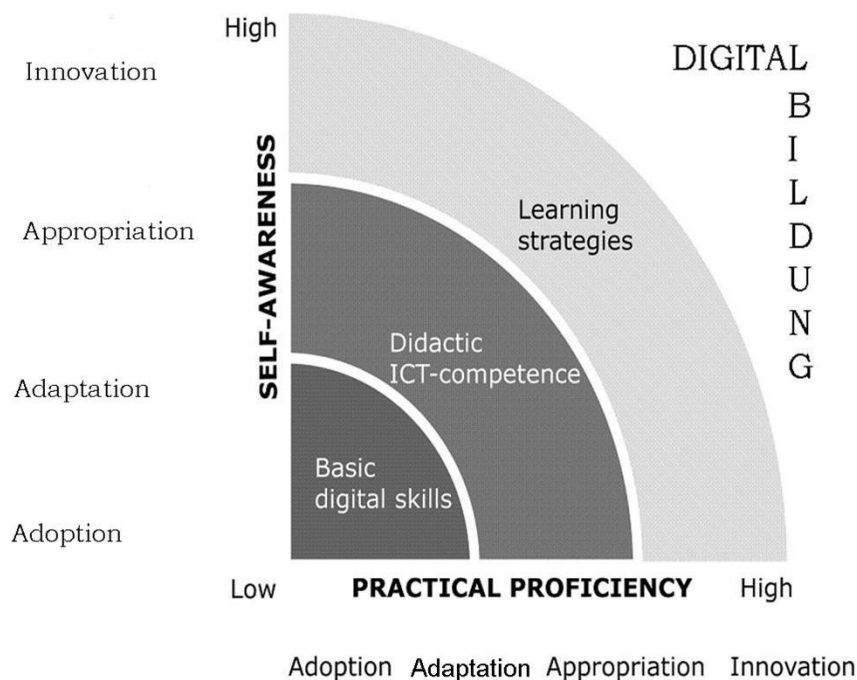 High
Innovation
DIGITAL
B
I
L
D
U
N
G
SELF-AWARENESS
Learning
strategies
Appropriation
Didactic
ICT-competence
Adaptation
Basic
digital skills
Adoption
Low PRACTICAL PROFICIENCY High
Adoption Adaptation Appropriation Innovation